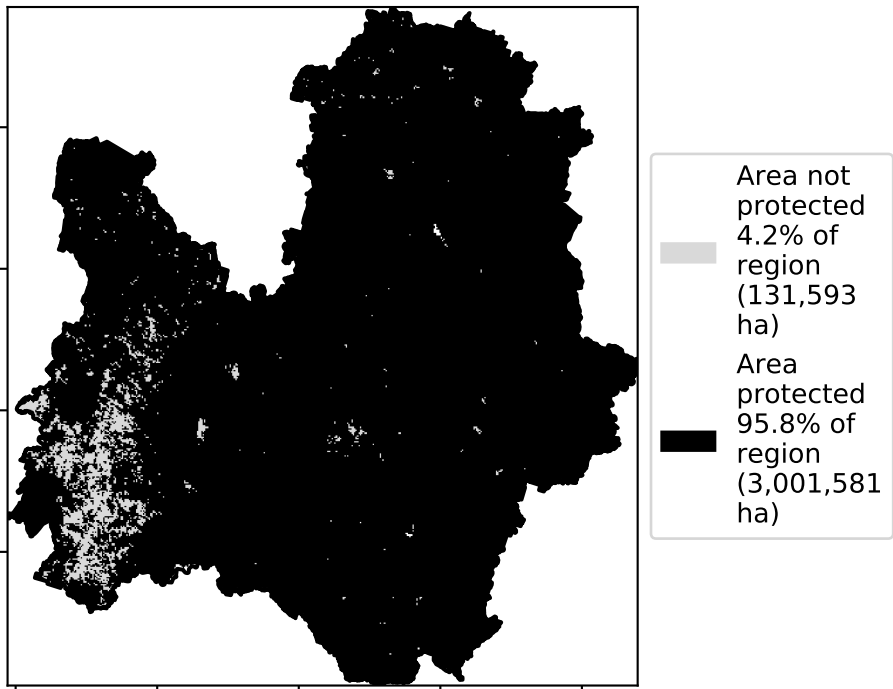 Area not
protected
4.2% of
region
(131,593
ha)
Area
protected
95.8% of
region
(3,001,581
ha)